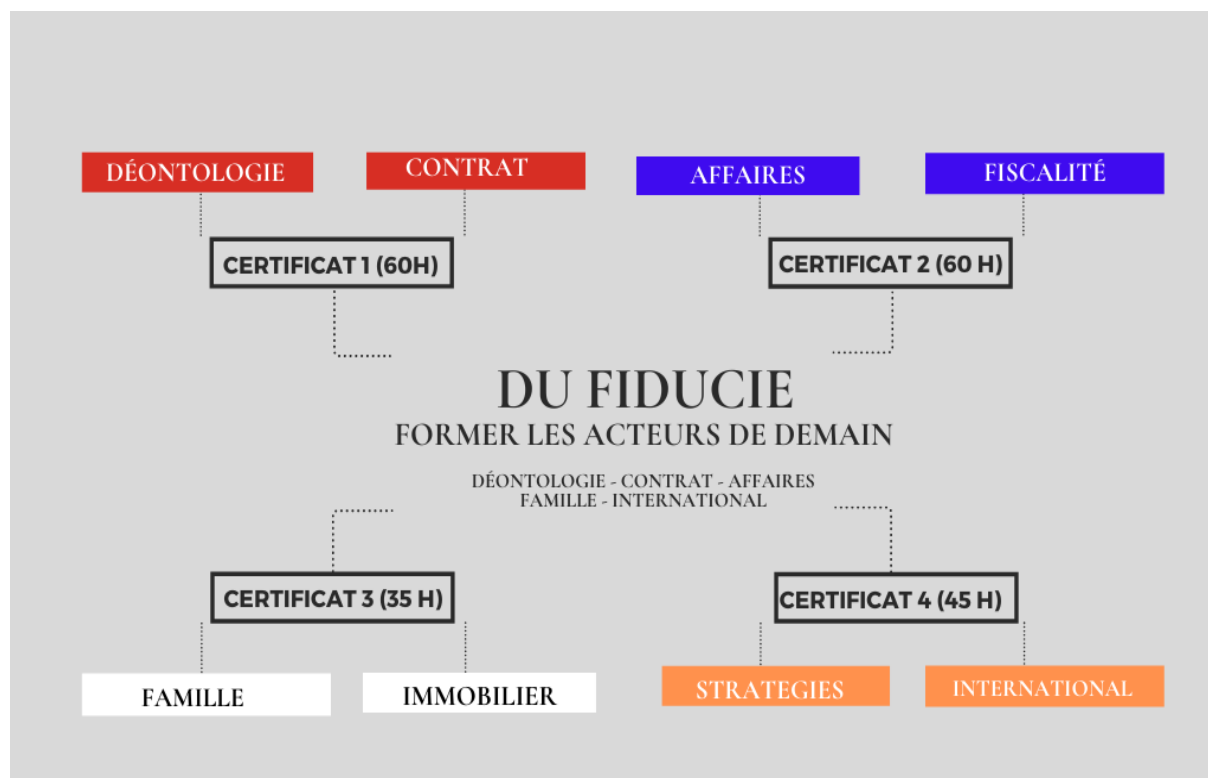 DÉONTOLOGIE
CONTRAT
AFFAIRES
FISCALITÉ
CERTIFICAT 1 (60H)
CERTIFICAT 2 (60 H)
DU FIDUCIE
FORMER LES ACTEURS DE DEMAIN
DÉONTOLOGIE - CONTRAT - AFFAIRES
FAMILLE - INTERNATIONAL
CERTIFICAT 3 (35 H)
CERTIFICAT 4 (45 H)
FAMILLE
IMMOBILIER
STRATEGIES
INTERNATIONAL